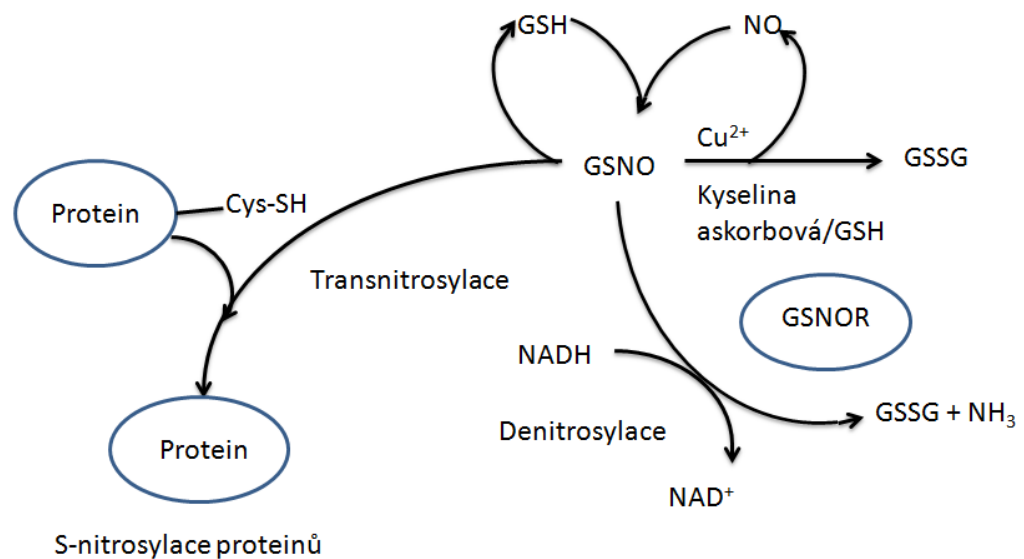 GSH
NO
Cu²⁺
GSNO
GSSG
Kyselina
askorbová/GSH
Protein
Cys-SH
Transnitrosylace
GSNOR
NADH
GSSG + NH₃
Denitrosylace
Protein
NAD⁺
S-nitrosylace proteinů